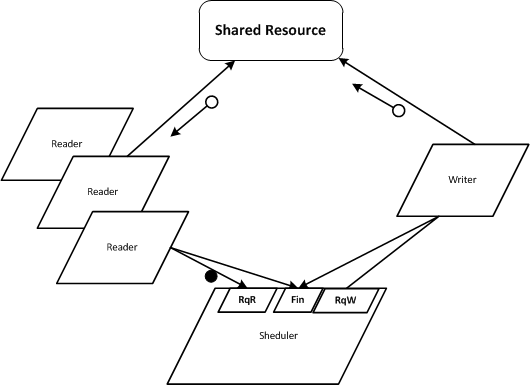 Shared Resource
Reader
Reader
Reader
Writer
RqR
Fin
RqW
Sheduler